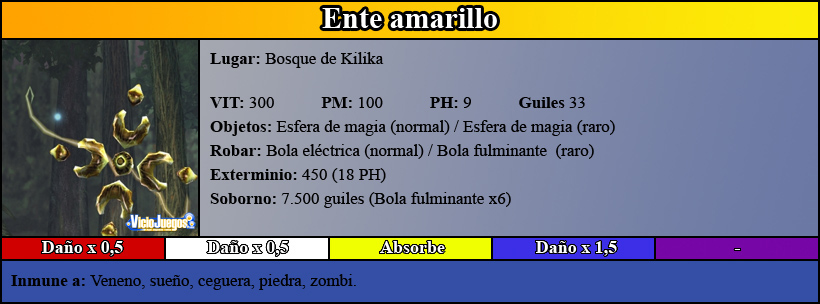 Ente amarillo
Lugar: Bosque de Kilika
VIT: 300 PM: 100 PH: 9 Guiles 33
Objetos: Esfera de magia (normal) / Esfera de magia (raro)
Robar: Bola eléctrica (normal) / Bola fulminante (raro)
Exterminio: 450 (18 PH)
Soborno: 7.500 guiles (Bola fulminante x6)
VicioJuegos
Daño x 0,5 Daño x 0,5 Absorbe Daño x 1,5 -
Inmune a: Veneno, sueño, ceguera, piedra, zombi.